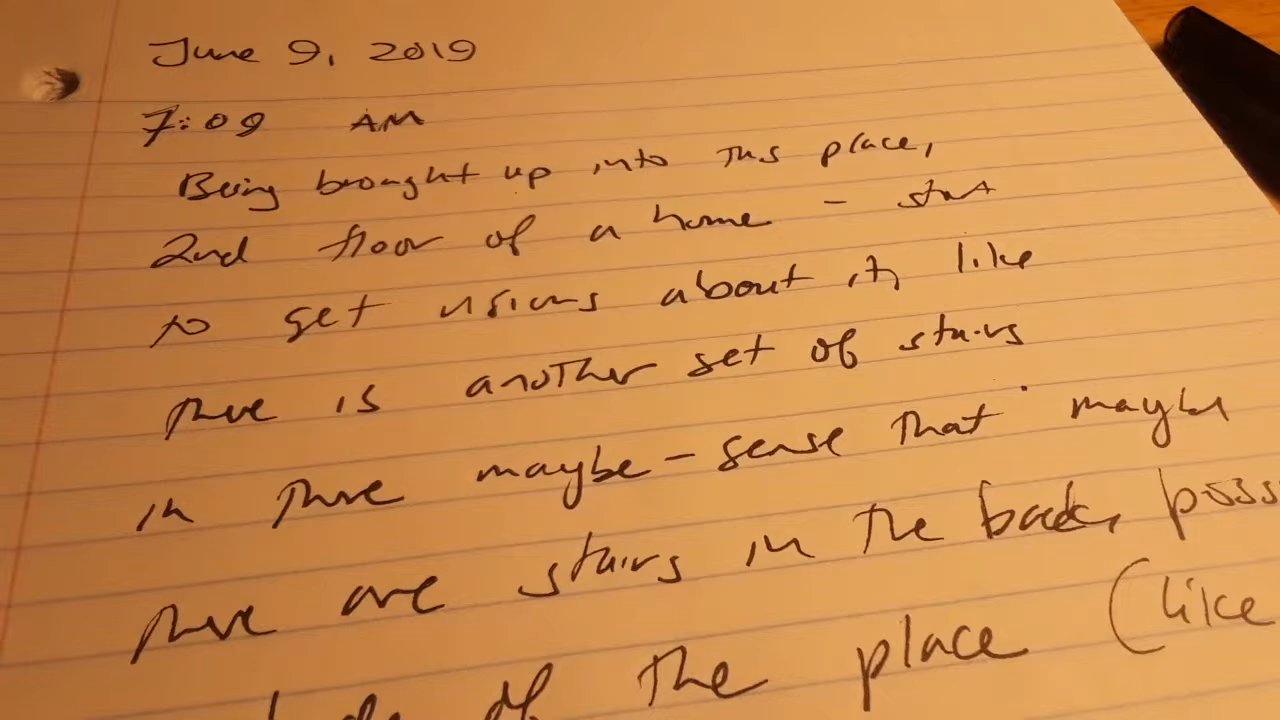 June 9, 2019
7:09 AM
Being brought up into this place,
2nd floor of a home - start
to get visions about it, like
there is another set of stairs
in there maybe - sense that maybe
there are stairs in the back,
of the place (like